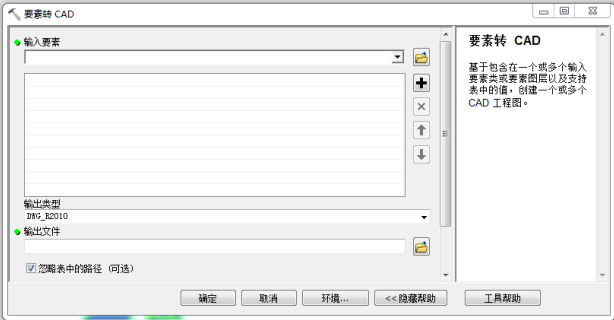 要素转 CAD
输入要素
输出类型
DWG_R2010
输出文件
忽略表中的路径 (可选)
确定
取消
环境...
<< 隐藏帮助
要素转 CAD
基于包含在一个或多个输入
要素类或要素图层以及支持
表中的值，创建一个或多个
CAD 工程图。
工具帮助